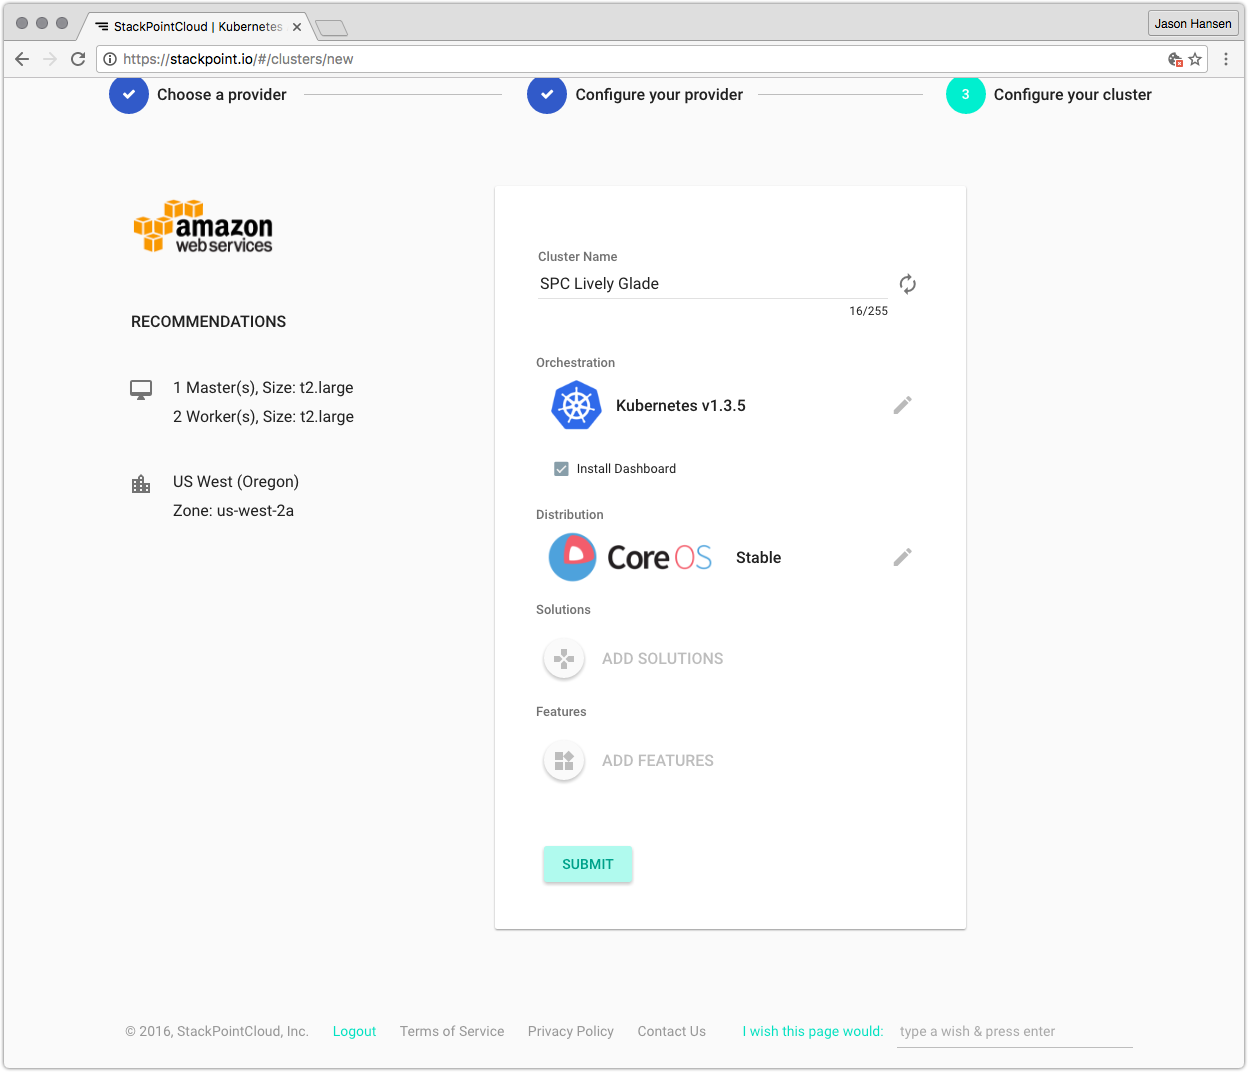 StackPointCloud | Kubernetes
Jason Hansen
https://stackpoint.io/#/clusters/new
Choose a provider
Configure your provider
3
Configure your cluster
amazon
web services
RECOMMENDATIONS
1 Master(s), Size: t2.large
2 Worker(s), Size: t2.large
US West (Oregon)
Zone: us-west-2a
Cluster Name
SPC Lively Glade
16/255
Orchestration
Kubernetes v1.3.5
Install Dashboard
Distribution
Core OS Stable
Solutions
ADD SOLUTIONS
Features
ADD FEATURES
SUBMIT
© 2016, StackPointCloud, Inc. Logout Terms of Service Privacy Policy Contact Us I wish this page would: type a wish & press enter